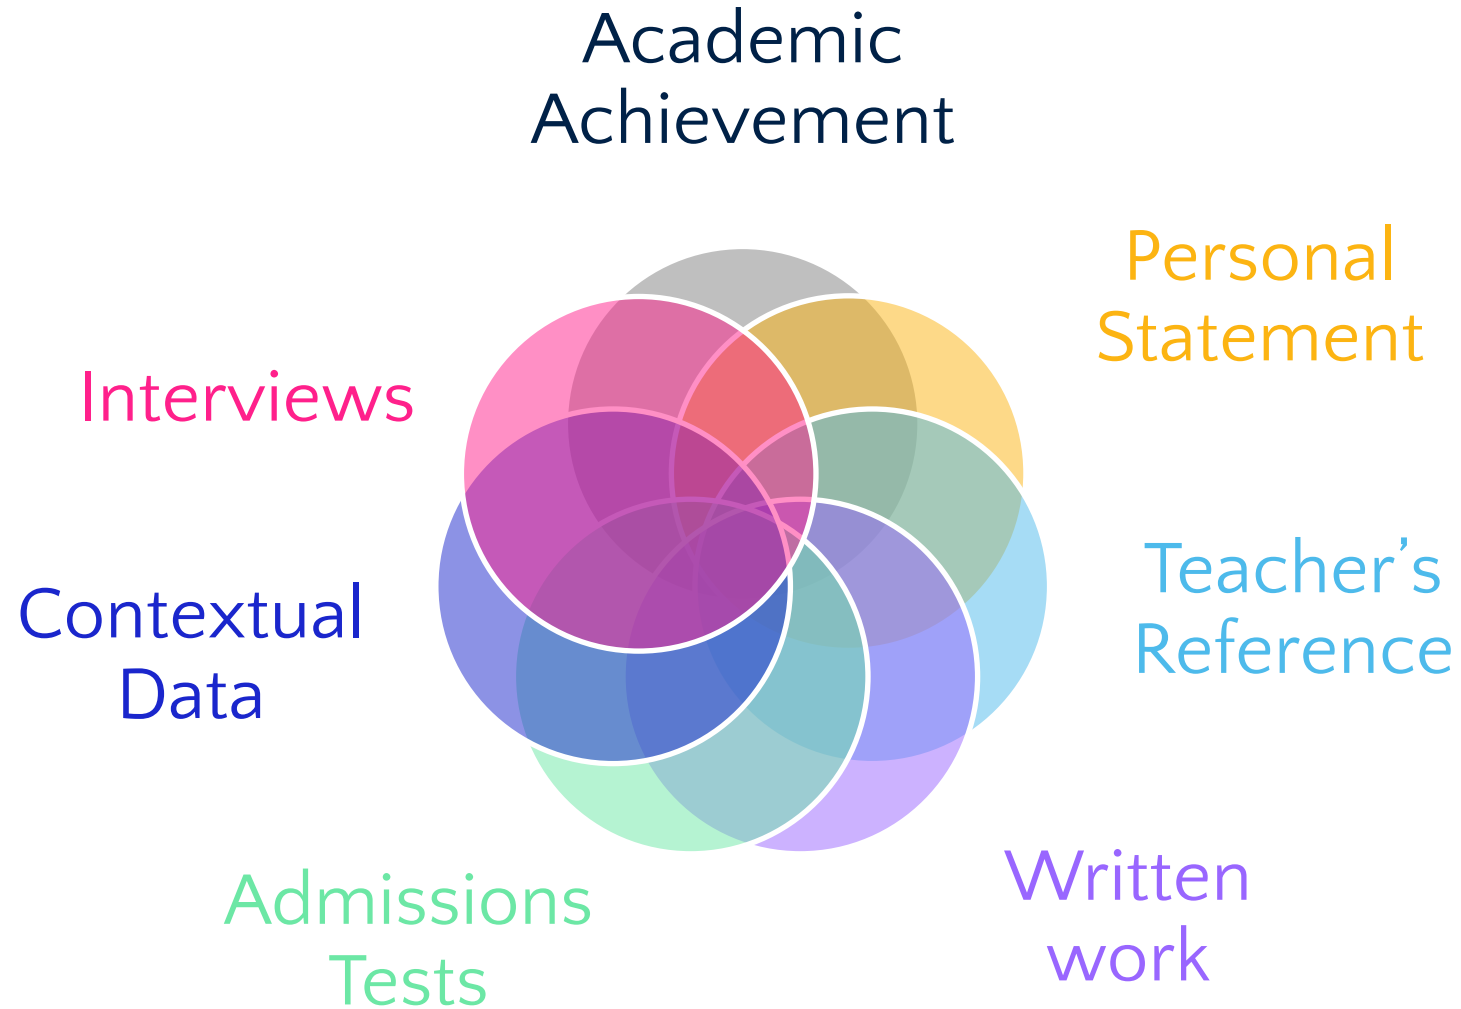 Academic
Achievement
Personal
Statement
Interviews
Teacher’s
Reference
Contextual
Data
Written
work
Admissions
Tests